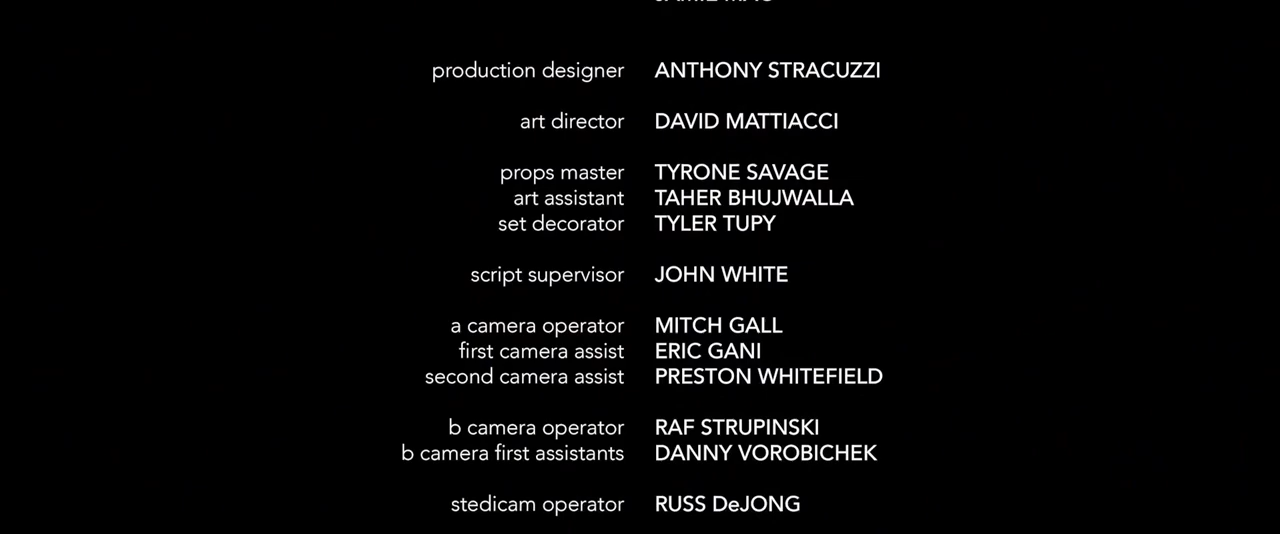 production designer ANTHONY STRACUZZI
art director DAVID MATTIACCI
props master TYRONE SAVAGE
art assistant TAHER BHUJWALLA
set decorator TYLER TUPY
script supervisor JOHN WHITE
a camera operator MITCH GALL
first camera assist ERIC GANI
second camera assist PRESTON WHITEFIELD
b camera operator RAF STRUPINSKI
b camera first assistants DANNY VOROBICHEK
stedicam operator RUSS DeJONG